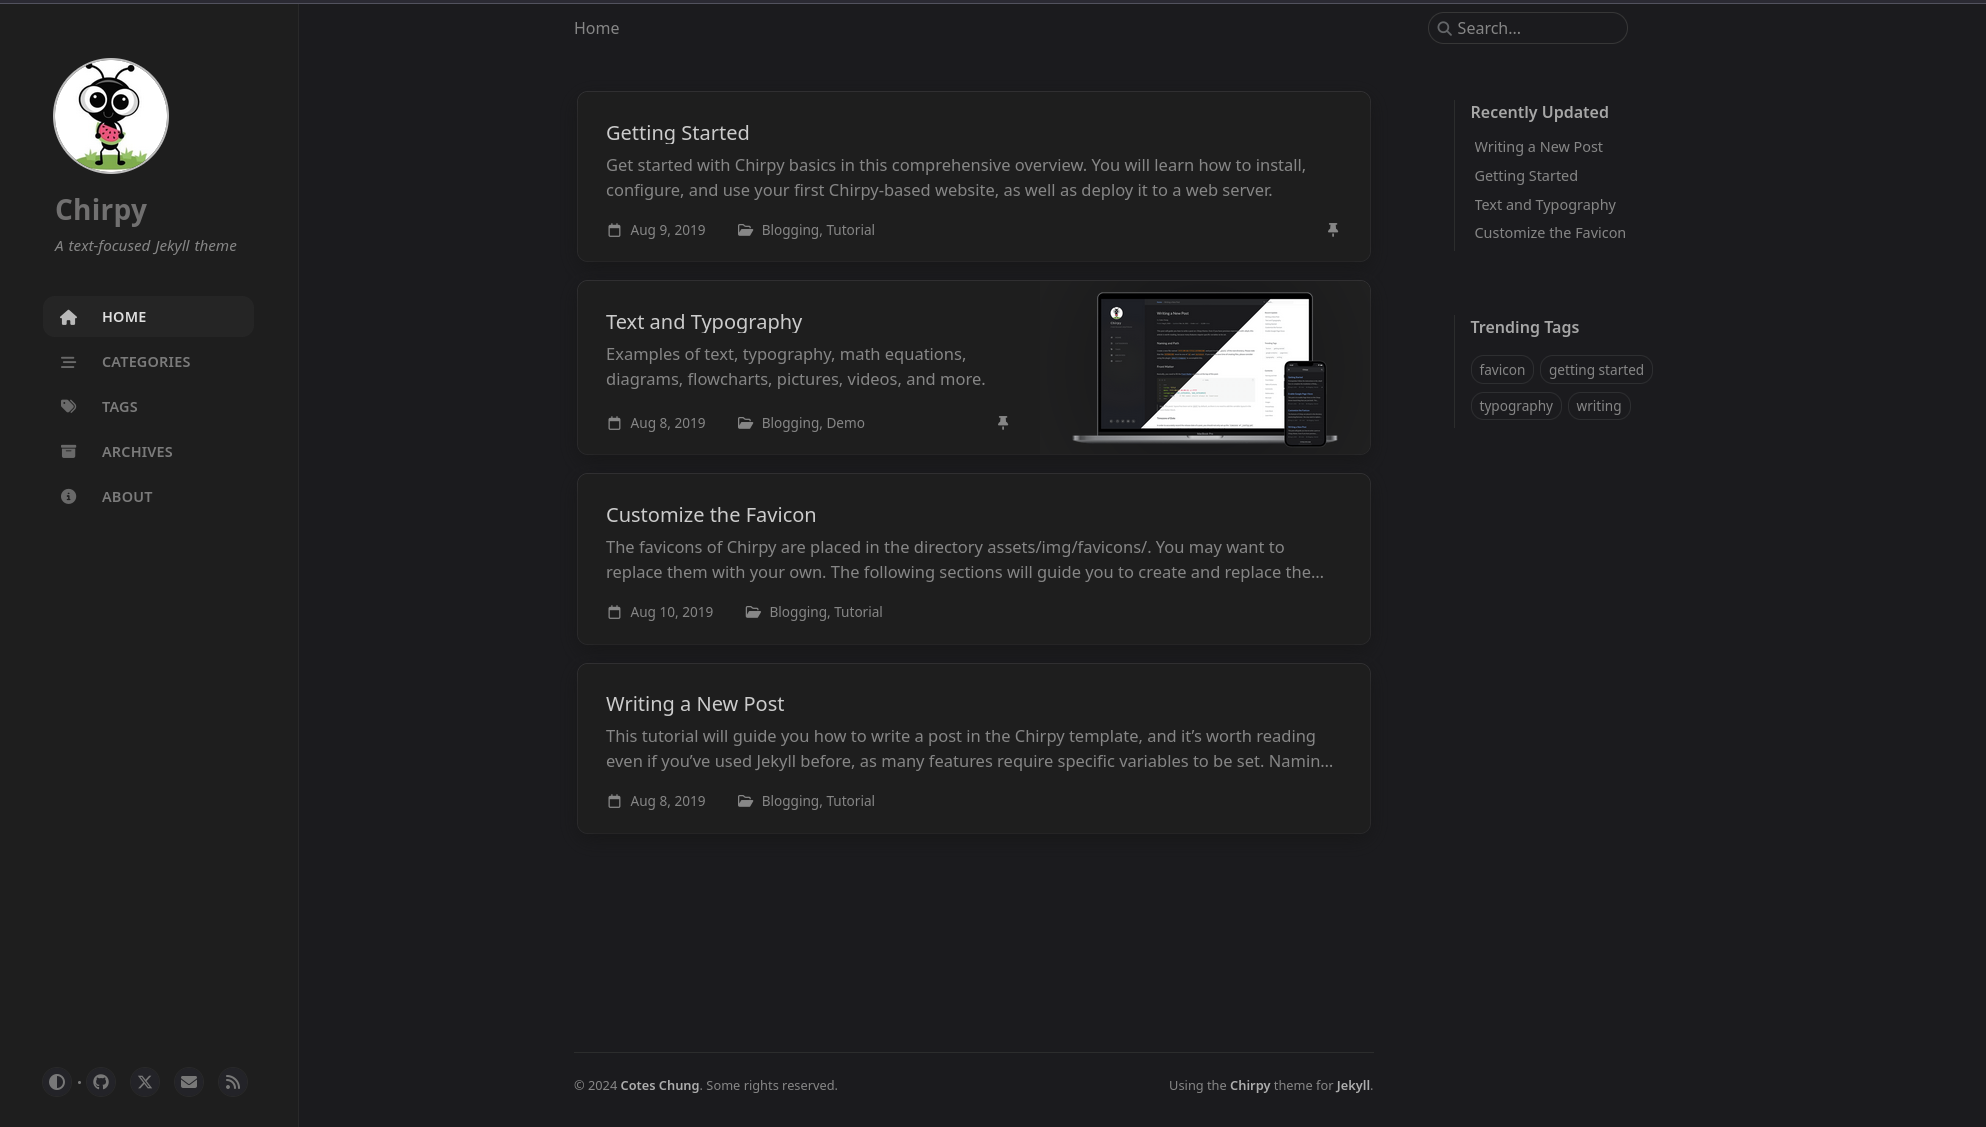 Chirpy
A text-focused Jekyll theme
HOME
CATEGORIES
TAGS
ARCHIVES
ABOUT
Home
Search...
Getting Started
Get started with Chirpy basics in this comprehensive overview. You will learn how to install,
configure, and use your first Chirpy-based website, as well as deploy it to a web server.
Aug 9, 2019 Blogging, Tutorial
Text and Typography
Examples of text, typography, math equations,
diagrams, flowcharts, pictures, videos, and more.
Aug 8, 2019 Blogging, Demo
Writing a New Post
Customize the Favicon
The favicons of Chirpy are placed in the directory assets/img/favicons/. You may want to
replace them with your own. The following sections will guide you to create and replace the...
Aug 10, 2019 Blogging, Tutorial
Writing a New Post
This tutorial will guide you how to write a post in the Chirpy template, and it’s worth reading
even if you’ve used Jekyll before, as many features require specific variables to be set. Namin...
Aug 8, 2019 Blogging, Tutorial
Recently Updated
Writing a New Post
Getting Started
Text and Typography
Customize the Favicon
Trending Tags
favicon getting started
typography writing
© 2024 Cotes Chung. Some rights reserved.
Using the Chirpy theme for Jekyll.